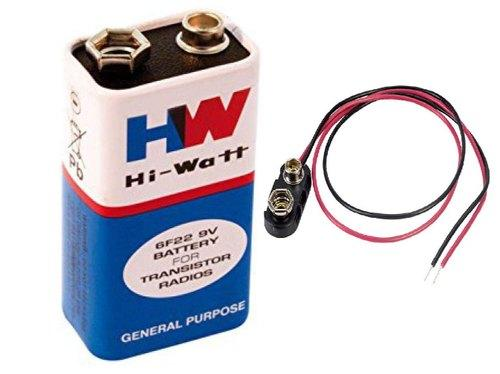 HW
Hi-Watt
6F22 9V
BATTERY
FOR
TRANSISTOR
RADIOS
GENERAL PURPOSE